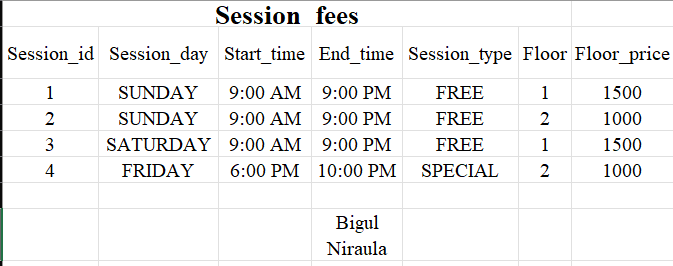 Session_fees
Session_id Session_day Start_time End_time Session_type Floor Floor_price
1 SUNDAY 9:00 AM 9:00 PM FREE 1 1500
2 SUNDAY 9:00 AM 9:00 PM FREE 2 1000
3 SATURDAY 9:00 AM 9:00 PM FREE 1 1500
4 FRIDAY 6:00 PM 10:00 PM SPECIAL 2 1000
Bigul
Niraula